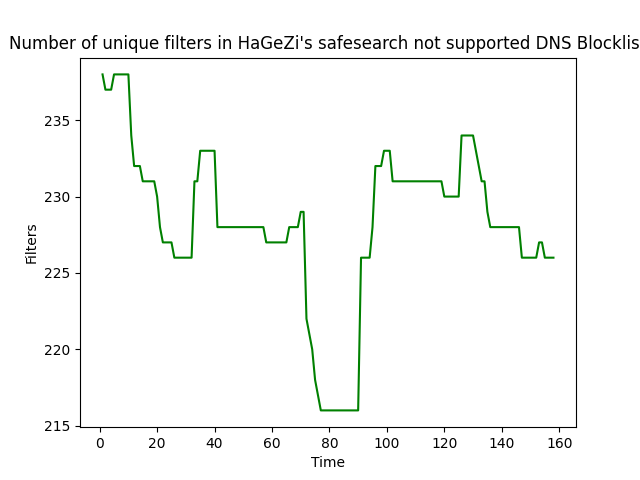 Number of unique filters in HaGeZi's safesearch not supported DNS Blocklis
Filters
235
230
225
220
215
0 20 40 60 80 100 120 140 160
Time